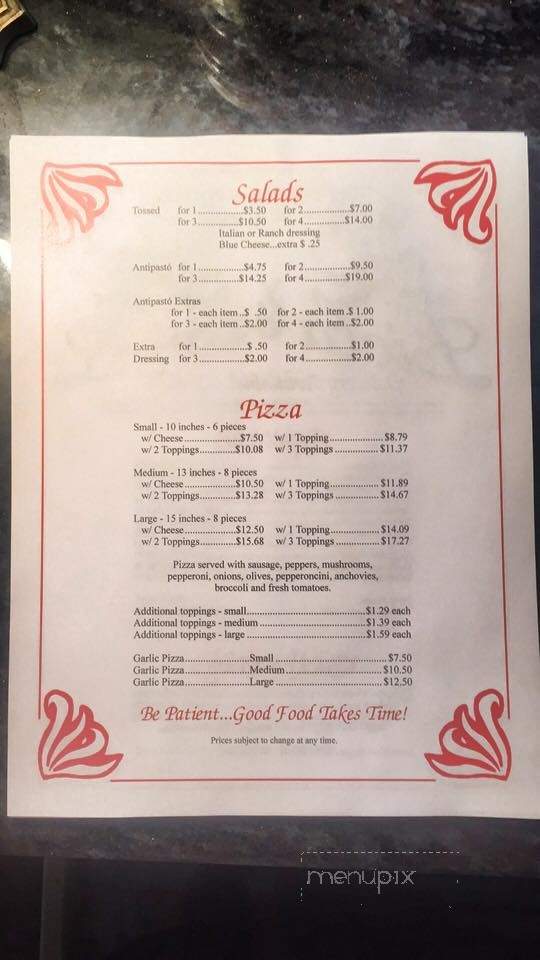 Salads
Tossed for 1.................$3.50 for 2.................$7.00
for 3...............$10.50 for 4...............$14.00
Italian or Ranch dressing
Blue Cheese...extra $ .25
Antipastó for 1.................$4.75 for 2.................$9.50
for 3...............$14.25 for 4...............$19.00
Antipastó Extras
for 1 - each item..$ .50 for 2 - each item .$ 1.00
for 3 - each item..$2.00 for 4 - each item..$2.00
Extra for 1..................$ .50 for 2.................$1.00
Dressing for 3.................$2.00 for 4.................$2.00
Pizza
Small - 10 inches - 6 pieces
w/ Cheese.....................$7.50 w/ 1 Topping.................... $8.79
w/ 2 Toppings.............$10.08 w/ 3 Toppings ................ $11.37
Medium - 13 inches - 8 pieces
w/ Cheese...................$10.50 w/ 1 Topping.................. $11.89
w/ 2 Toppings.............$13.28 w/ 3 Toppings ................ $14.67
Large - 15 inches - 8 pieces
w/ Cheese...................$12.50 w/ 1 Topping.................. $14.09
w/ 2 Toppings.............$15.68 w/ 3 Toppings ................ $17.27
Pizza served with sausage, peppers, mushrooms,
pepperoni, onions, olives, pepperoncini, anchovies,
broccoli and fresh tomatoes.
Additional toppings - small............................................$1.29 each
Additional toppings - medium ........................................$1.39 each
Additional toppings - large ............................................$1.59 each
Garlic Pizza........................Small ......................................... $7.50
Garlic Pizza........................Medium .................................... $10.50
Garlic Pizza........................Large ....................................... $12.50
Be Patient...Good Food Takes Time!
Prices subject to change at any time.
menupix